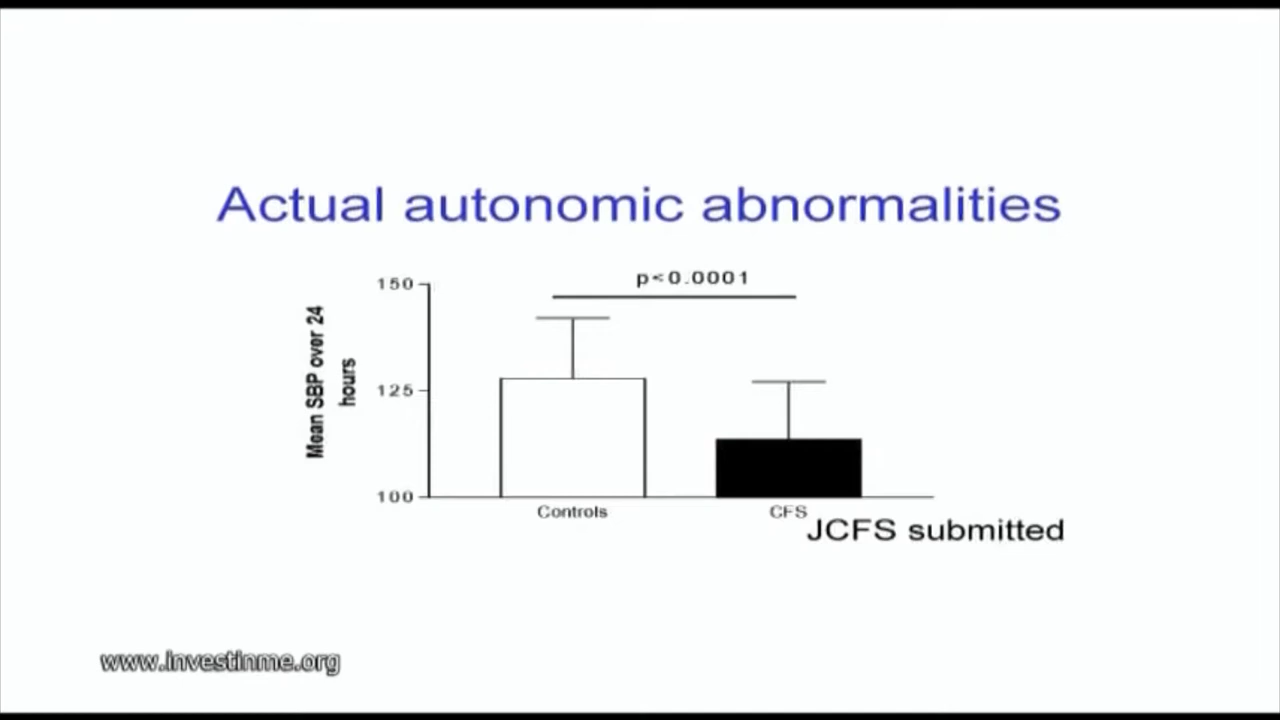 Actual autonomic abnormalities
p<0.0001
150
125
100
Mean SBP over 24
hours
Controls
CFS
JCFS submitted
www.investinme.org